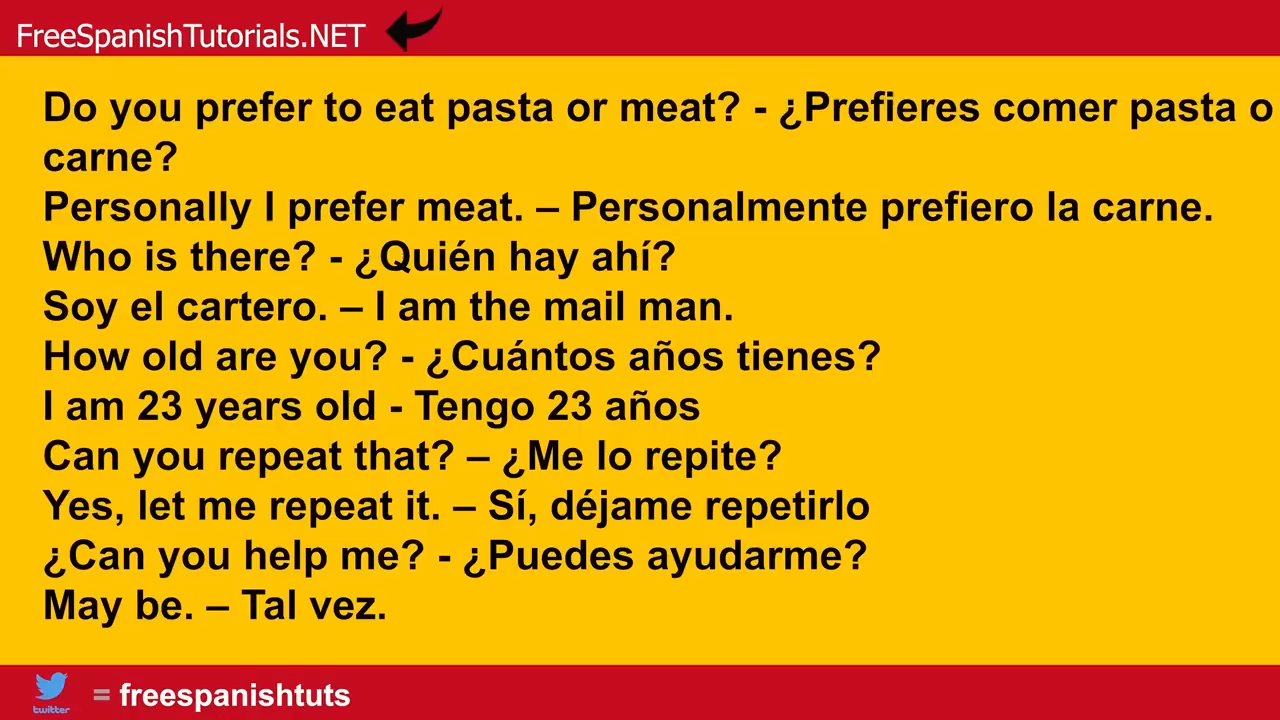 FreeSpanishTutorials.NET
Do you prefer to eat pasta or meat? - ¿Prefieres comer pasta o
carne?
Personally I prefer meat. – Personalmente prefiero la carne.
Who is there? - ¿Quién hay ahí?
Soy el cartero. – I am the mail man.
How old are you? - ¿Cuántos años tienes?
I am 23 years old - Tengo 23 años
Can you repeat that? – ¿Me lo repite?
Yes, let me repeat it. – Sí, déjame repetirlo
¿Can you help me? - ¿Puedes ayudarme?
May be. – Tal vez.
twitter = freespanishtuts